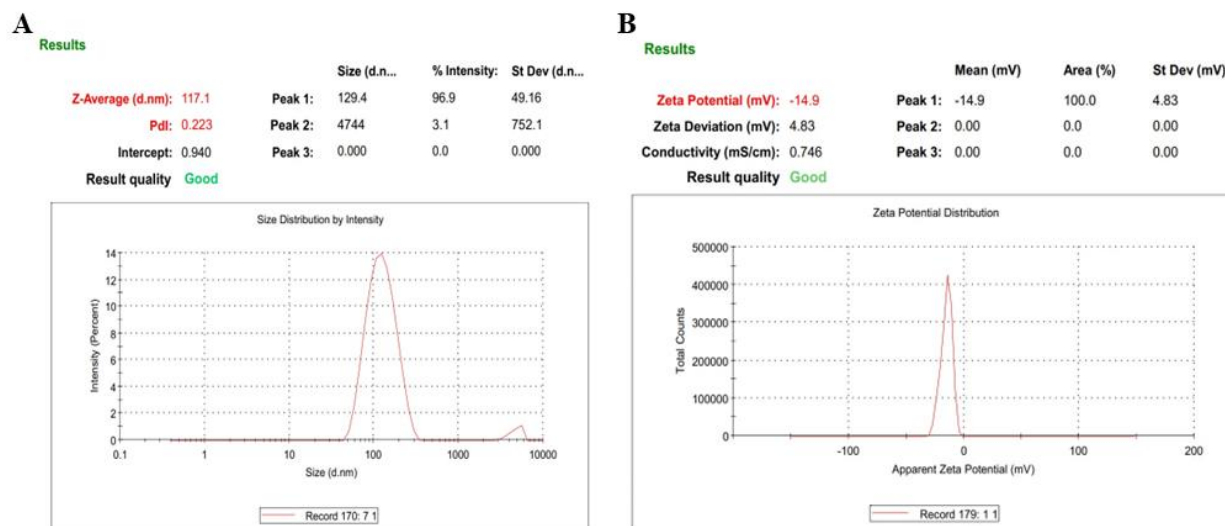 A
Results
Size (d.n... % Intensity: St Dev (d.n...
Z-Average (d.nm): 117.1 Peak 1: 129.4 96.9 49.16
PdI: 0.223 Peak 2: 4744 3.1 752.1
Intercept: 0.940 Peak 3: 0.000 0.0 0.000
Result quality Good
Size Distribution by Intensity
Intensity (Percent)
14
12
10
8
6
4
2
0
0.1 1 10 100 1000 10000
Size (d.nm)
Record 170: 7 1
B
Results
Mean (mV) Area (%) St Dev (mV)
Zeta Potential (mV): -14.9 Peak 1: -14.9 100.0 4.83
Zeta Deviation (mV): 4.83 Peak 2: 0.00 0.0 0.00
Conductivity (mS/cm): 0.746 Peak 3: 0.00 0.0 0.00
Result quality Good
Zeta Potential Distribution
Total Counts
500000
400000
300000
200000
100000
0
-100 0 100 200
Apparent Zeta Potential (mV)
Record 179: 1 1